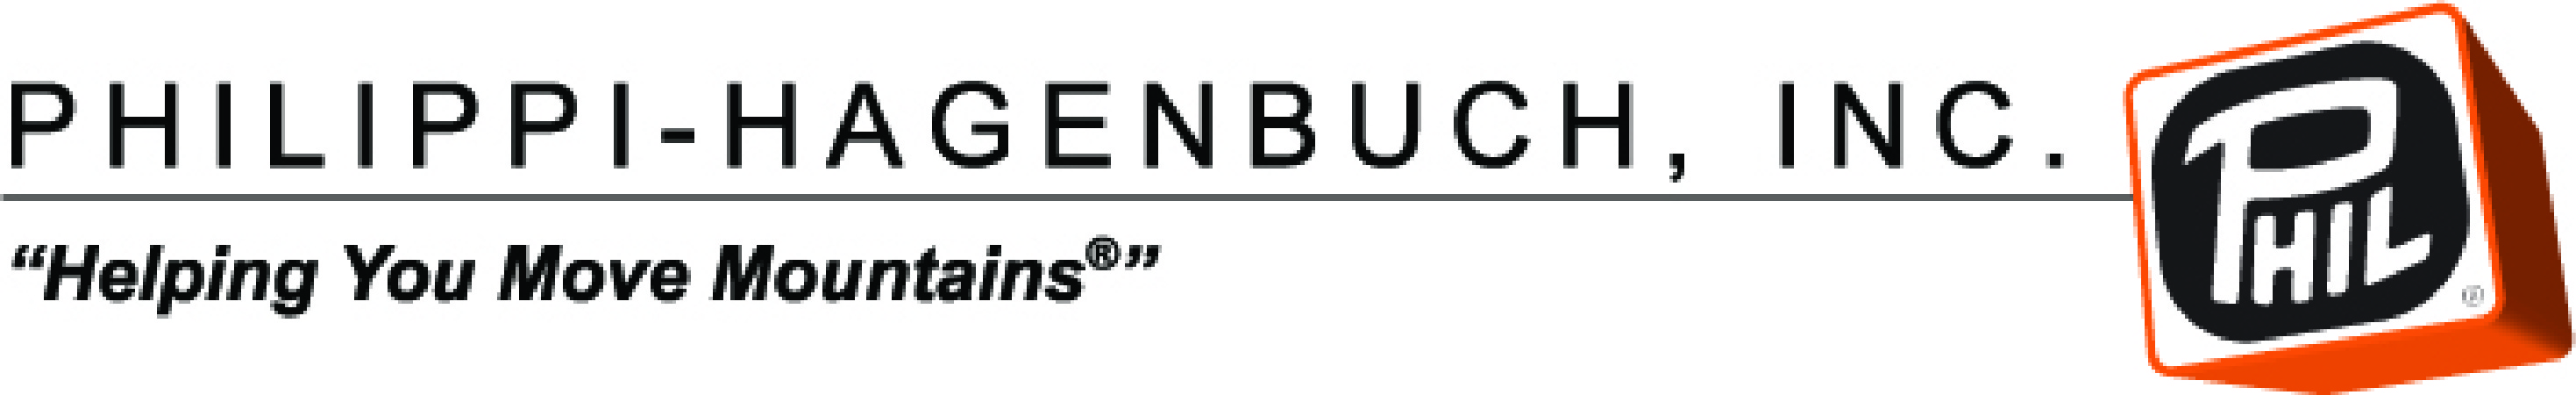 PHILIPPI-HAGENBUCH, INC.
“Helping You Move Mountains®”
PHIL
®